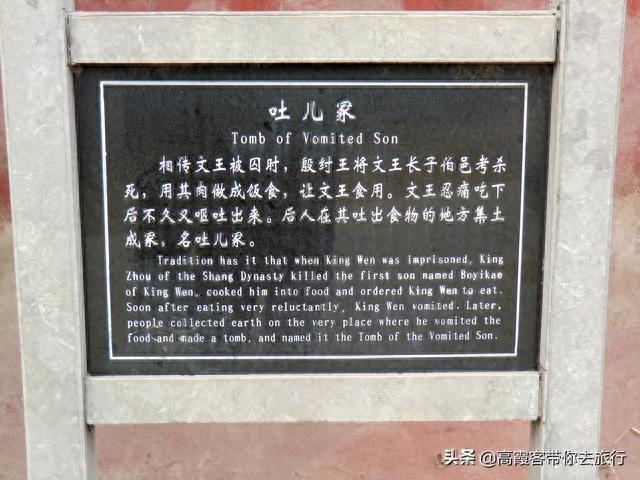 吐儿冢
Tomb of Vomited Son
相传文王被囚时，殷纣王将文王长子伯邑考杀
死，用其肉做成饭食，让文王食用。文王忍痛吃下
后不久又呕吐出来。后人在其吐出食物的地方集土
成冢，名吐儿冢。
Tradition has it that when King Wen was imprisoned, King
Zhou of the Shang Dynasty killed the first son named Boyikao
of King Wen, cooked him into food and ordered King Wen to eat.
Soon after eating very reluctantly, King Wen vomited. Later,
people collected earth on the very place where he vomited the
food and made a tomb, and named it the Tomb of the Vomited Son.
头条 @高霞客带你去旅行